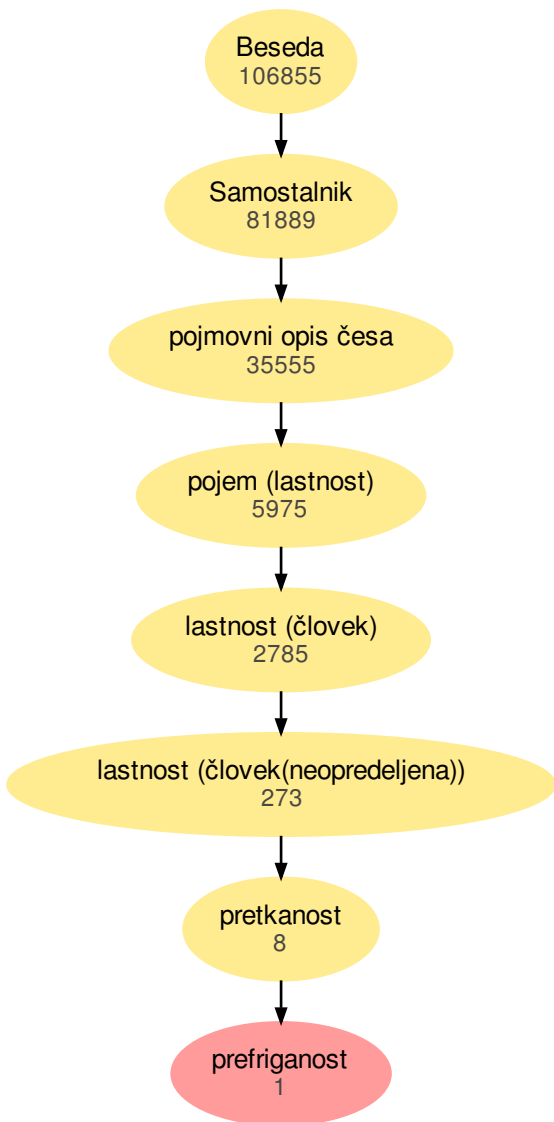 Beseda
106855
Samostalnik
81889
pojmovni opis česa
35555
pojem (lastnost)
5975
lastnost (človek)
2785
lastnost (človek(neopredeljena))
273
pretkanost
8
prefriganost
1